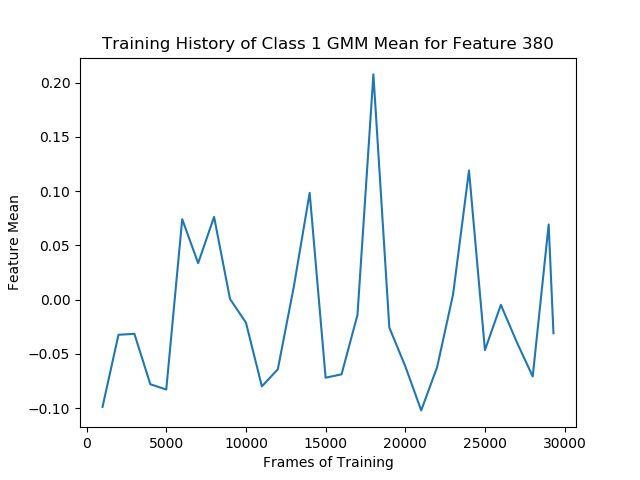 Training History of Class 1 GMM Mean for Feature 380
0.20
0.15
0.10
0.05
0.00
−0.05
−0.10
Feature Mean
0 5000 10000 15000 20000 25000 30000
Frames of Training